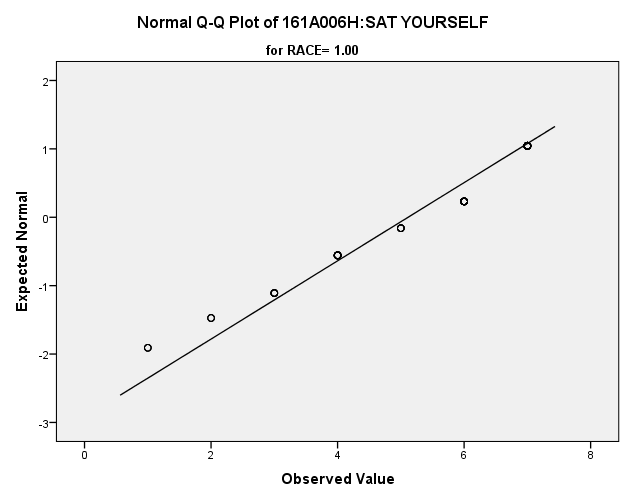 Normal Q-Q Plot of 161A006H:SAT YOURSELF
for RACE= 1.00
2
1
0
-1
-2
-3
Expected Normal
0 2 4 6 8
Observed Value